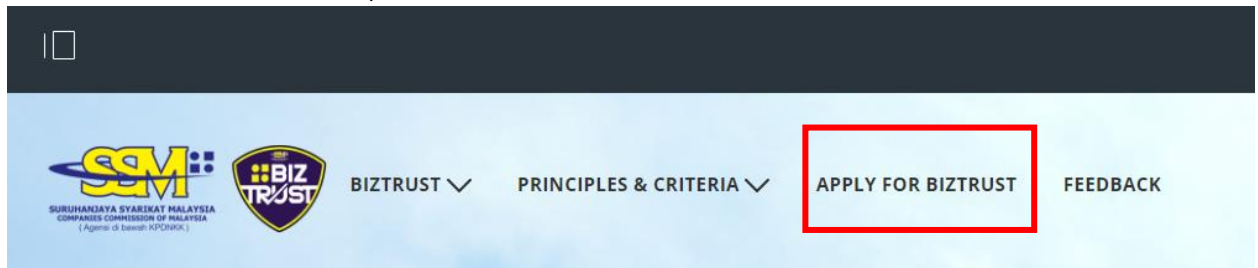 SSM
SURUHANJAYA SYARIKAT MALAYSIA
COMPANIES COMMISSION OF MALAYSIA
( Agensi di bawah KPDNKK )
BIZ
TRUST
BIZTRUST
PRINCIPLES & CRITERIA
APPLY FOR BIZTRUST
FEEDBACK